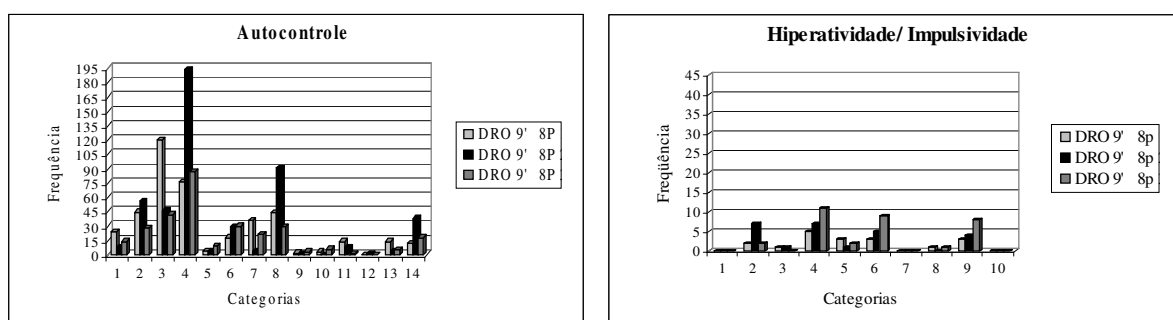 Autocontrole
Frequência
195
180
165
150
135
120
105
90
75
60
45
30
15
0
1 2 3 4 5 6 7 8 9 10 11 12 13 14
Categorias
DRO 9' 8P
DRO 9' 8P
DRO 9' 8P
Hiperatividade/ Impulsividade
Freqüência
45
40
35
30
25
20
15
10
5
0
1 2 3 4 5 6 7 8 9 10
Categorias
DRO 9' 8p
DRO 9' 8p
DRO 9' 8p